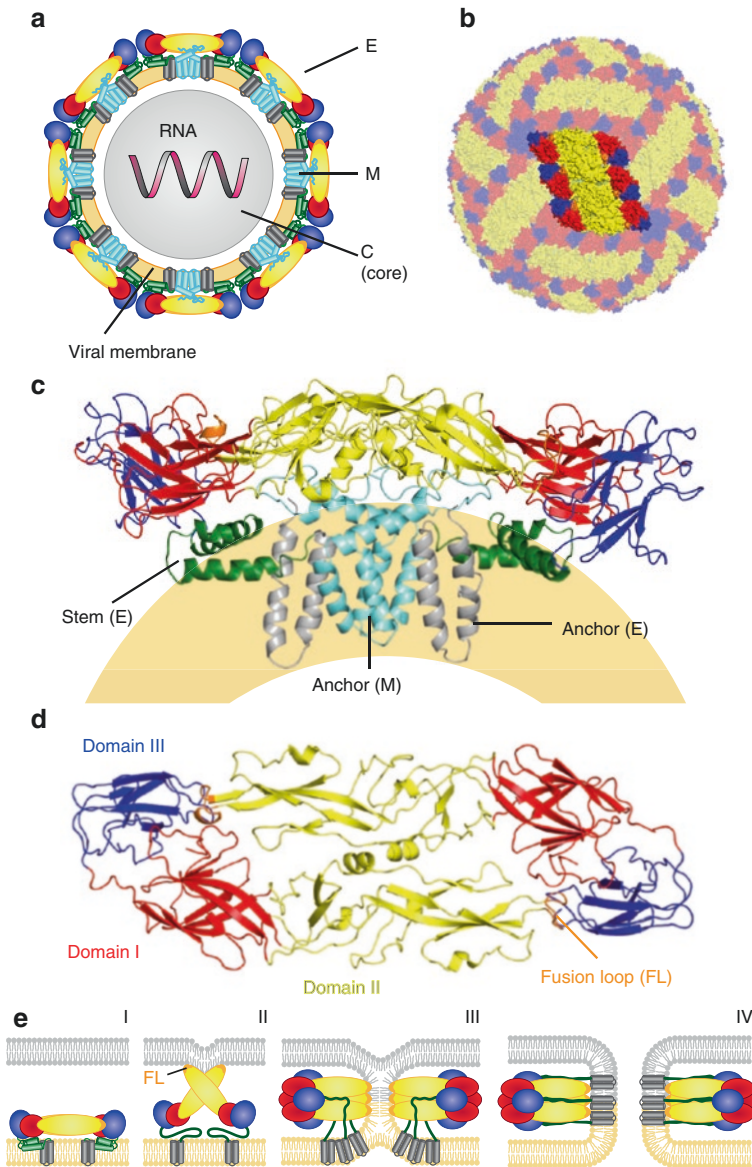 a
E
RNA
M
C
(core)
Viral membrane
b
c
Stem (E)
Anchor (E)
Anchor (M)
d
Domain III
Domain I
Domain II
Fusion loop (FL)
e
I
II
III
IV
FL